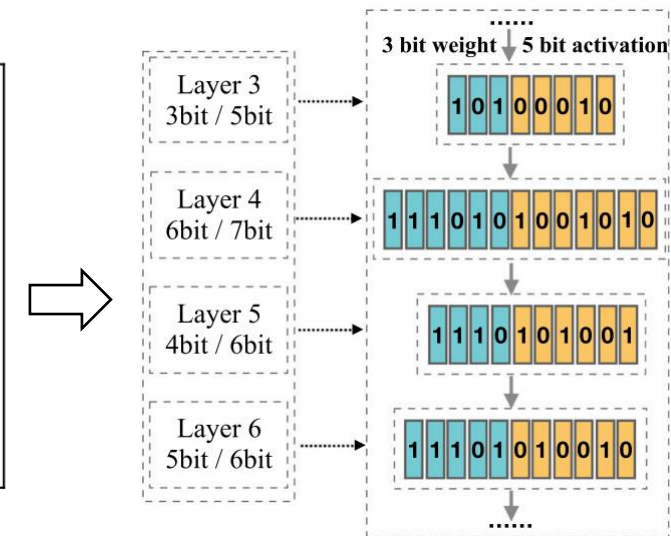 ......
3 bit weight 5 bit activation
Layer 3
3bit / 5bit
10100010
Layer 4
6bit / 7bit
1110101001010
Layer 5
4bit / 6bit
1110101001
Layer 6
5bit / 6bit
11101010010
......